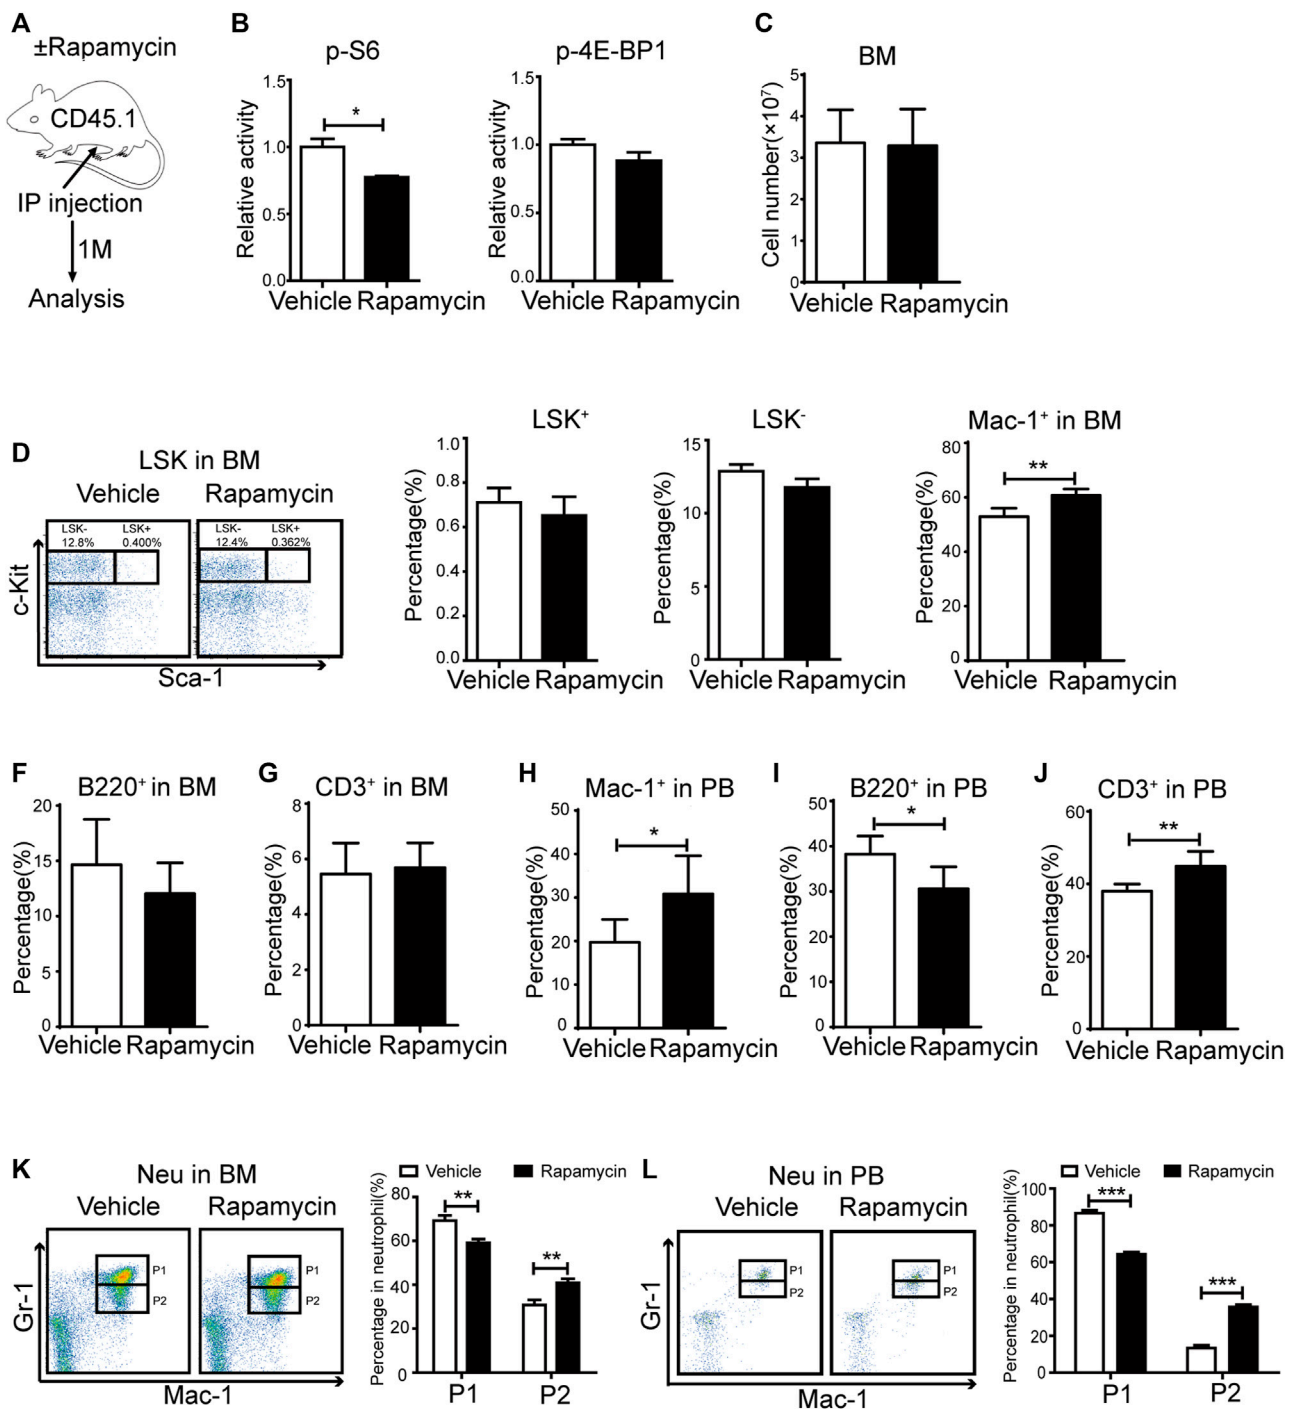 A
±Rapamycin
CD45.1
IP injection
1M
Analysis
B
p-S6
Relative activity
1.5
1.0
0.5
0.0
*
Vehicle Rapamycin
p-4E-BP1
Relative activity
1.5
1.0
0.5
0.0
Vehicle Rapamycin
C
BM
Cell number(×10⁷)
5
4
3
2
1
0
Vehicle Rapamycin
D
LSK in BM
Vehicle Rapamycin
LSK- LSK+
12.8% 0.400%
LSK- LSK+
12.4% 0.362%
c-Kit
Sca-1
LSK⁺
Percentage(%)
1.0
0.8
0.6
0.4
0.2
0.0
Vehicle Rapamycin
LSK⁻
Percentage(%)
15
10
5
0
Vehicle Rapamycin
Mac-1⁺ in BM
Percentage(%)
80
60
40
20
0
**
Vehicle Rapamycin
F
B220⁺ in BM
Percentage(%)
20
15
10
5
0
Vehicle Rapamycin
G
CD3⁺ in BM
Percentage(%)
8
6
4
2
0
Vehicle Rapamycin
H
Mac-1⁺ in PB
Percentage(%)
50
40
30
20
10
0
*
Vehicle Rapamycin
I
B220⁺ in PB
Percentage(%)
50
40
30
20
10
0
*
Vehicle Rapamycin
J
CD3⁺ in PB
Percentage(%)
60
40
20
0
**
Vehicle Rapamycin
K
Neu in BM
Vehicle Rapamycin
P1
P2
P1
P2
Gr-1
Mac-1
Vehicle Rapamycin
Percentage in neutrophil(%)
80
60
40
20
0
**
**
P1 P2
L
Neu in PB
Vehicle Rapamycin
P1
P2
P1
P2
Gr-1
Mac-1
Vehicle Rapamycin
Percentage in neutrophil(%)
100
80
60
40
20
0
***
***
P1 P2